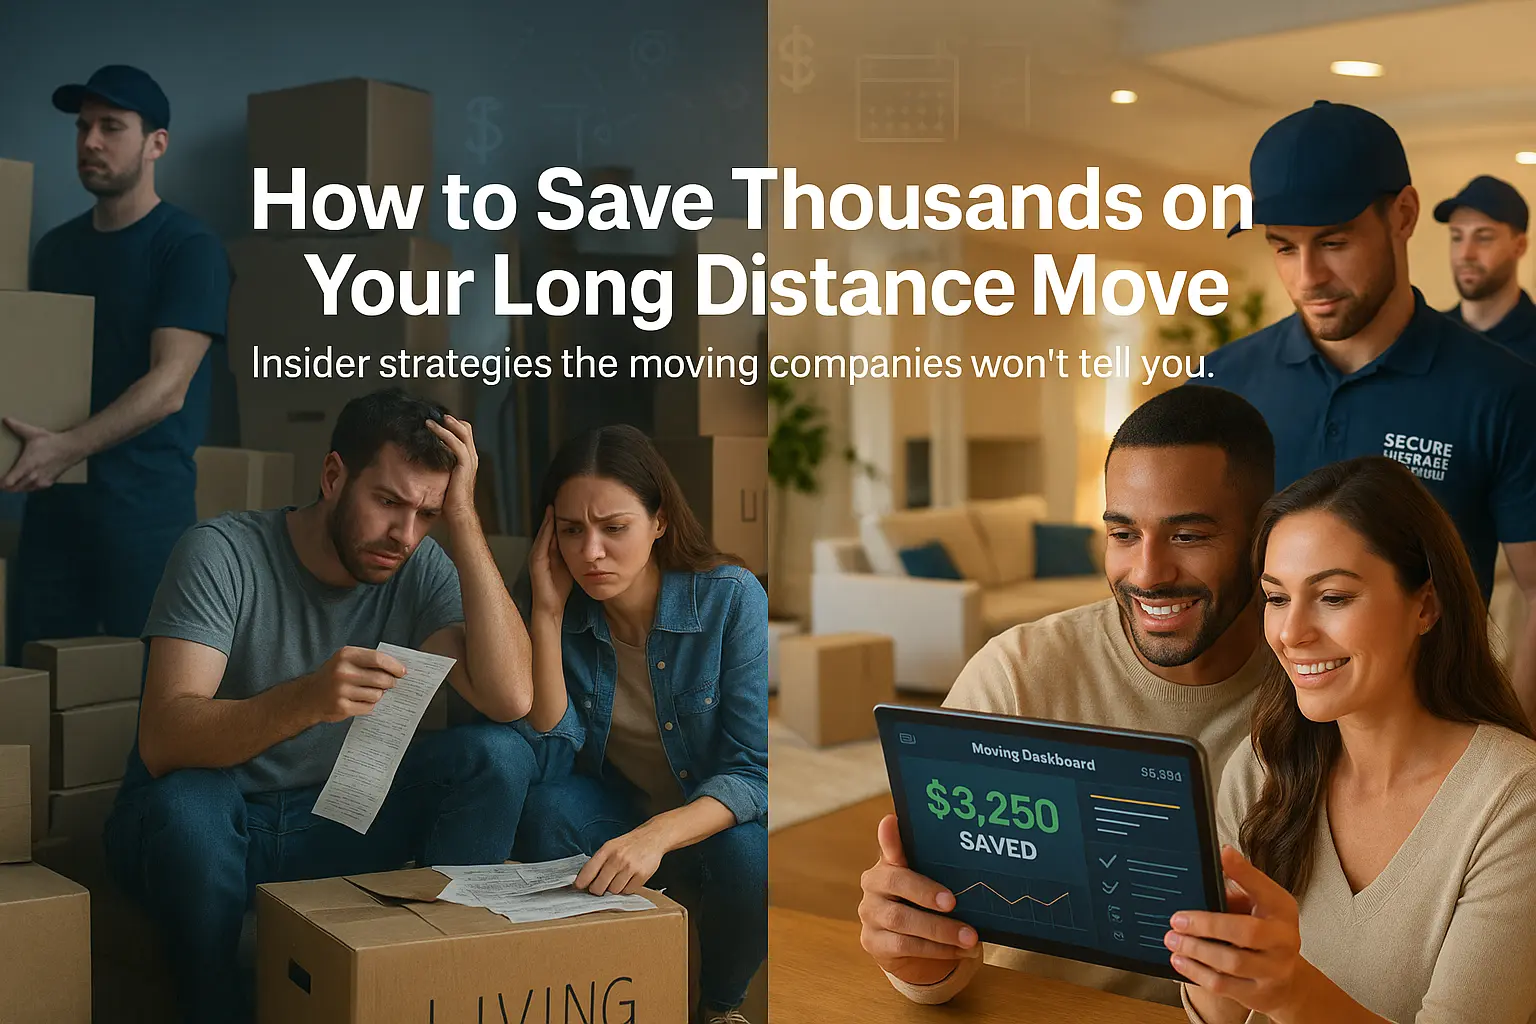 How to Save Thousands on
Your Long Distance Move
Insider strategies the moving companies won't tell you.
SECURE
Moving Daskboard
$3,250
SAVED
LIVING